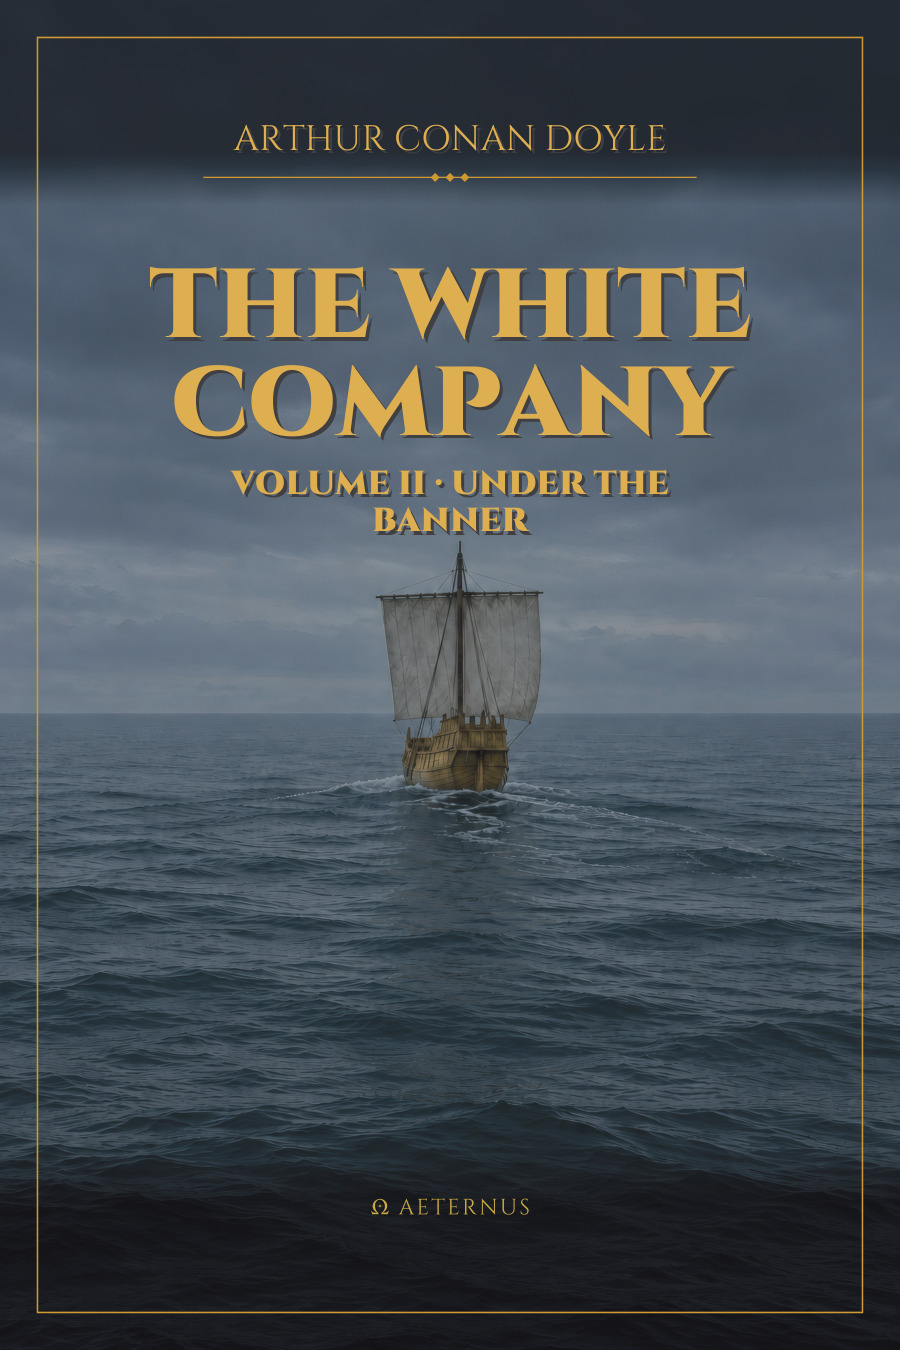 ARTHUR CONAN DOYLE
THE WHITE
COMPANY
VOLUME II · UNDER THE
BANNER
Ω AETERNUS